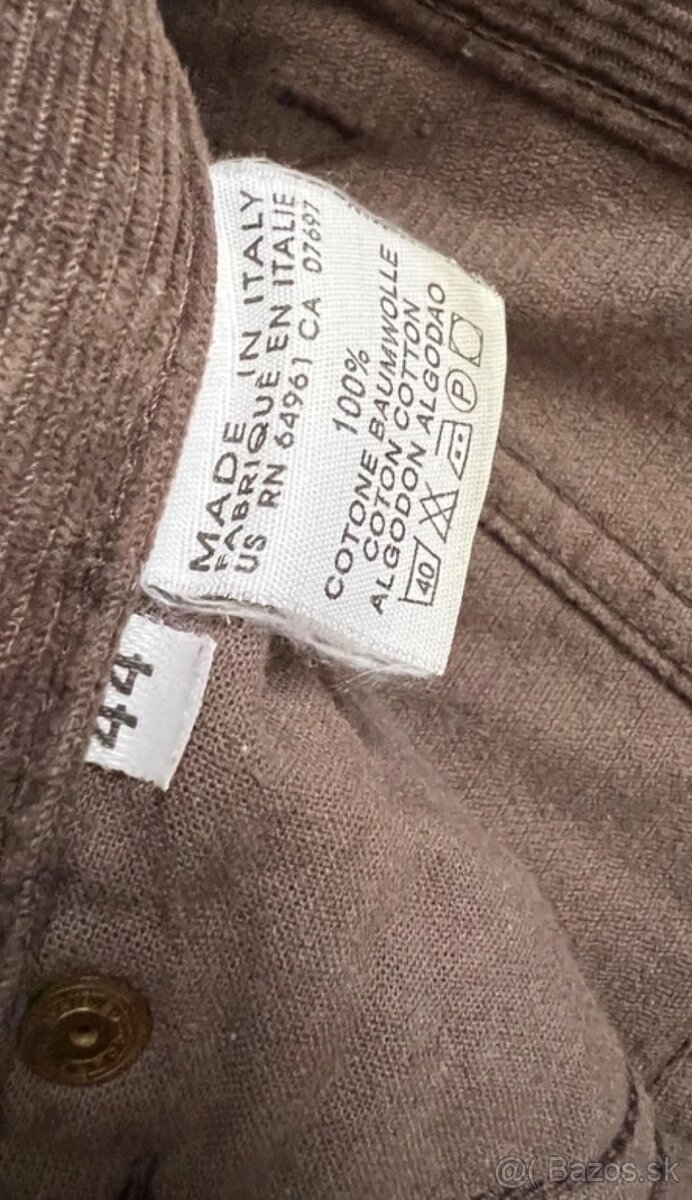 MADE IN ITALY
FABRIQUÉ EN ITALIE
US RN 64961 CA 07697
100%
COTONE BAUMWOLLE
COTON COTTON
ALGODON ALGODAO
40 P
44
@( Bazos.sk